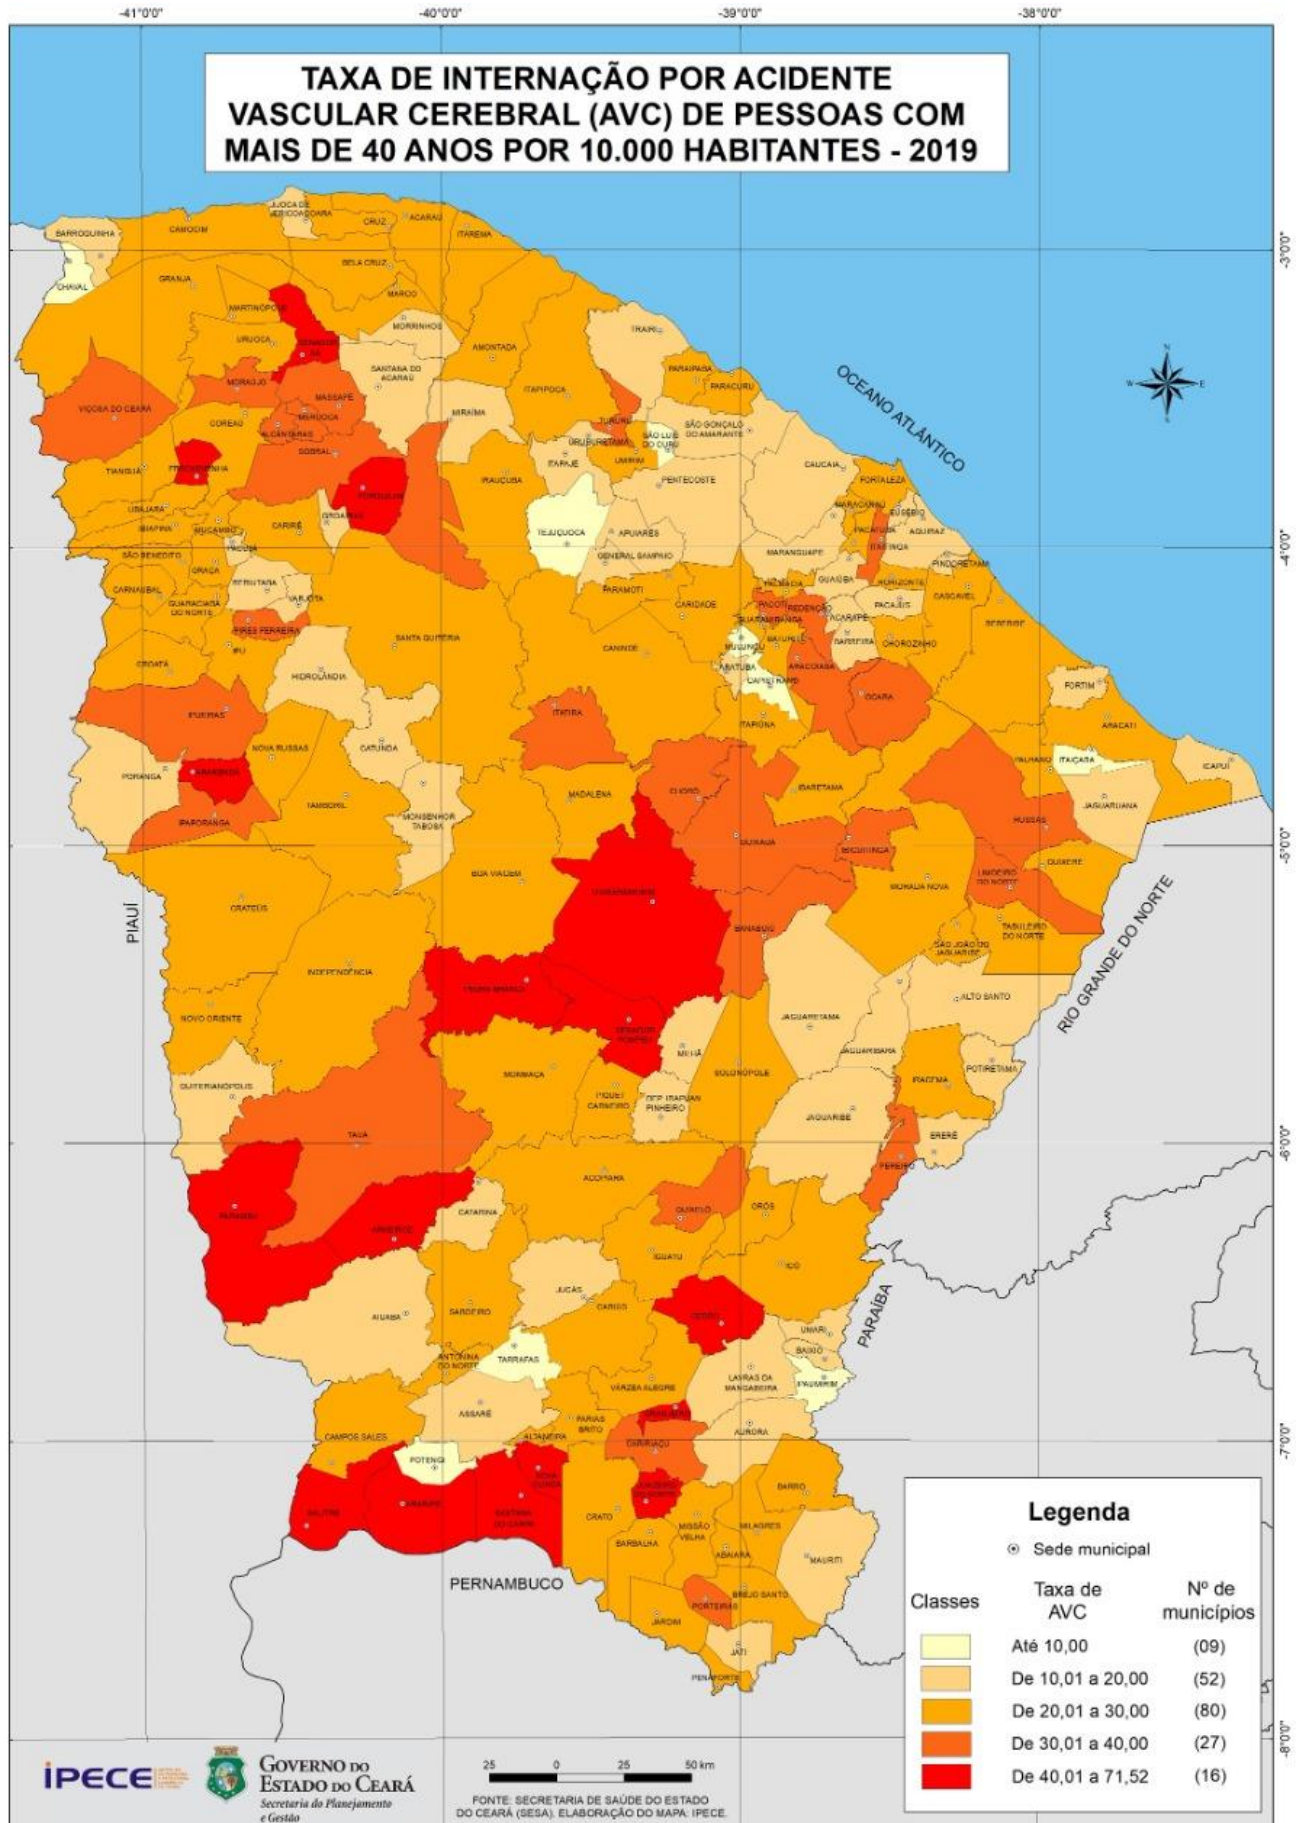 -41°0'0" -40°0'0" -39°0'0" -38°0'0"
TAXA DE INTERNAÇÃO POR ACIDENTE
VASCULAR CEREBRAL (AVC) DE PESSOAS COM
MAIS DE 40 ANOS POR 10.000 HABITANTES - 2019
JIJOCA DE
JERICOACOARA
CRUZ
ACARAÚ
BARROQUINHA
CAMOCIM
ITAREMA
-3°0'0"
CHAVAL
GRANJA
BELA CRUZ
MARCO
MARTINÓPOLE
MORRINHOS
N
W
E
S
URUOCA
SENADOR
SÁ
AMONTADA
TRAIRI
SANTANA DO
ACARAÚ
PARAIPABA
PARACURU
OCEANO ATLÂNTICO
MORAÚJO
MASSAPÊ
ITAPIPOCA
VIÇOSA DO CEARÁ
MERUOCA
COREAÚ
ALCÂNTARAS
MIRAÍMA
TURURU
URUBURETAMA
SÃO LUIS
DO CURU
SÃO GONÇALO
DO AMARANTE
SOBRAL
UMIRIM
ITAPAJÉ
TIANGUÁ
FRECHEIRINHA
CAUCAIA
IRAUÇUBA
PENTECOSTE
FORTALEZA
FORQUILHA
UBAJARA
MARACANAÚ
EUSÉBIO
IBIAPINA
MUCAMBO
CARIRÉ
GROAÍRAS
TEJUÇUOCA
APUIARÉS
PACATUBA
AQUIRAZ
ITAITINGA
SÃO BENEDITO
PACUJÁ
GENERAL SAMPAIO
MARANGUAPE
-4°0'0"
PINDORETAMA
GRAÇA
RERIUTABA
CARNAUBAL
PARAMOTI
GUAIÚBA
HORIZONTE
CASCAVEL
GUARACIABA
DO NORTE
VARJOTA
CARIDADE
PACOTI
REDENÇÃO
PACAJUS
BEBERIBE
PIRES FERREIRA
GUARAMIRANGA
ACARAPE
SANTA QUITÉRIA
CANINDÉ
MULUNGU
BATURITÉ
BARREIRA
CHOROZINHO
IPU
CROATÁ
HIDROLÂNDIA
ARATUBA
CAPISTRANO
ARACOIABA
FORTIM
OCARA
IPUEIRAS
ITATIRA
ITAPIÚNA
ARACATI
NOVA RUSSAS
CATUNDA
PORANGA
ARARENDÁ
PALHANO
ITAIÇABA
ICAPUÍ
TAMBORIL
MADALENA
CHORÓ
IBARETAMA
JAGUARUANA
IPAPORANGA
MONSENHOR
TABOSA
RUSSAS
QUIXADÁ
IBICUITINGA
-5°0'0"
BOA VIAGEM
QUIXERÉ
QUIXERAMOBIM
MORADA NOVA
LIMOEIRO
DO NORTE
CRATEÚS
PIAUÍ
BANABUIÚ
TABULEIRO
DO NORTE
RIO GRANDE DO NORTE
SÃO JOÃO DO
JAGUARIBE
INDEPENDÊNCIA
PEDRA BRANCA
ALTO SANTO
NOVO ORIENTE
JAGUARETAMA
SENADOR
POMPEU
MILHÃ
JAGUARIBARA
POTIRETAMA
MOMBAÇA
SOLONÓPOLE
IRACEMA
QUITERIANÓPOLIS
PIQUET
CARNEIRO
DEP. IRAPUAN
PINHEIRO
JAGUARIBE
ERERÊ
TAUÁ
-6°0'0"
PEREIRO
ACOPIARA
PARAMBU
CATARINA
QUIXELÔ
ORÓS
ARNEIROZ
IGUATU
ICÓ
JUCÁS
CARIÚS
AIUABA
SABOEIRO
CEDRO
UMARI
PARAÍBA
BAIXIO
ANTONINA
DO NORTE
TARRAFAS
LAVRAS DA
MANGABEIRA
IPAUMIRIM
VÁRZEA ALEGRE
ASSARÉ
GRANJEIRO
FARIAS
BRITO
AURORA
CAMPOS SALES
ALTANEIRA
CARIRIAÇU
-7°0'0"
POTENGI
NOVA
OLINDA
JUAZEIRO
DO NORTE
BARRO
SALITRE
ARARIPE
SANTANA
DO CARIRI
CRATO
MISSÃO
VELHA
MILAGRES
BARBALHA
ABAIARA
MAURITI
PERNAMBUCO
BREJO SANTO
PORTEIRAS
JARDIM
JATI
PENAFORTE
-8°0'0"
Legenda
Sede municipal
Classes
Taxa de
AVC
Nº de
municípios
Até 10,00 (09)
De 10,01 a 20,00 (52)
De 20,01 a 30,00 (80)
De 30,01 a 40,00 (27)
De 40,01 a 71,52 (16)
IPECE
GOVERNO DO
ESTADO DO CEARÁ
Secretaria do Planejamento
e Gestão
25 0 25 50 km
FONTE: SECRETARIA DE SAÚDE DO ESTADO
DO CEARÁ (SESA). ELABORAÇÃO DO MAPA: IPECE.